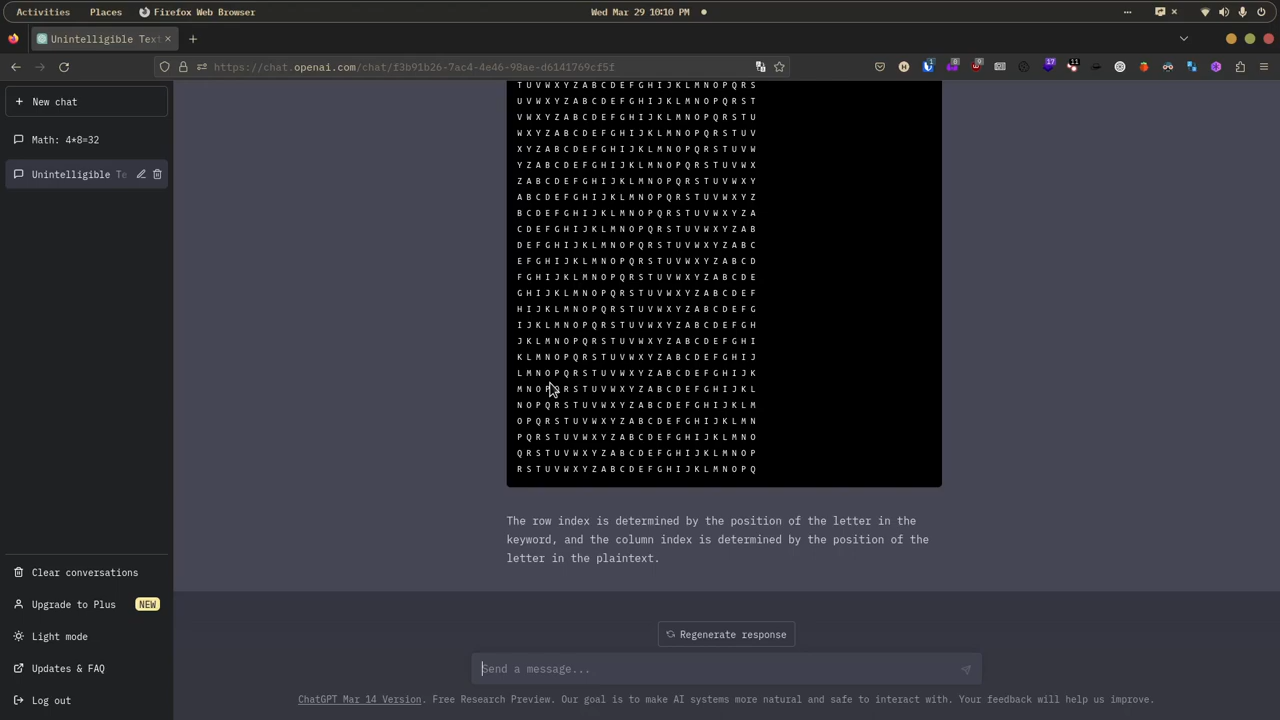 Activities Places Firefox Web Browser Wed Mar 29 10:10 PM
Unintelligible Text
https://chat.openai.com/chat/f3b91b26-7ac4-4e46-98ae-d6141769cf5f
8 9 17 11
New chat
Math: 4*8=32
Unintelligible Te
T U V W X Y Z A B C D E F G H I J K L M N O P Q R S
U V W X Y Z A B C D E F G H I J K L M N O P Q R S T
V W X Y Z A B C D E F G H I J K L M N O P Q R S T U
W X Y Z A B C D E F G H I J K L M N O P Q R S T U V
X Y Z A B C D E F G H I J K L M N O P Q R S T U V W
Y Z A B C D E F G H I J K L M N O P Q R S T U V W X
Z A B C D E F G H I J K L M N O P Q R S T U V W X Y
A B C D E F G H I J K L M N O P Q R S T U V W X Y Z
B C D E F G H I J K L M N O P Q R S T U V W X Y Z A
C D E F G H I J K L M N O P Q R S T U V W X Y Z A B
D E F G H I J K L M N O P Q R S T U V W X Y Z A B C
E F G H I J K L M N O P Q R S T U V W X Y Z A B C D
F G H I J K L M N O P Q R S T U V W X Y Z A B C D E
G H I J K L M N O P Q R S T U V W X Y Z A B C D E F
H I J K L M N O P Q R S T U V W X Y Z A B C D E F G
I J K L M N O P Q R S T U V W X Y Z A B C D E F G H
J K L M N O P Q R S T U V W X Y Z A B C D E F G H I
K L M N O P Q R S T U V W X Y Z A B C D E F G H I J
L M N O P Q R S T U V W X Y Z A B C D E F G H I J K
M N O P Q R S T U V W X Y Z A B C D E F G H I J K L
N O P Q R S T U V W X Y Z A B C D E F G H I J K L M
O P Q R S T U V W X Y Z A B C D E F G H I J K L M N
P Q R S T U V W X Y Z A B C D E F G H I J K L M N O
Q R S T U V W X Y Z A B C D E F G H I J K L M N O P
R S T U V W X Y Z A B C D E F G H I J K L M N O P Q
The row index is determined by the position of the letter in the
keyword, and the column index is determined by the position of the
letter in the plaintext.
Clear conversations
Upgrade to Plus NEW
Light mode
Updates & FAQ
Log out
Regenerate response
Send a message...
ChatGPT Mar 14 Version. Free Research Preview. Our goal is to make AI systems more natural and safe to interact with. Your feedback will help us improve.